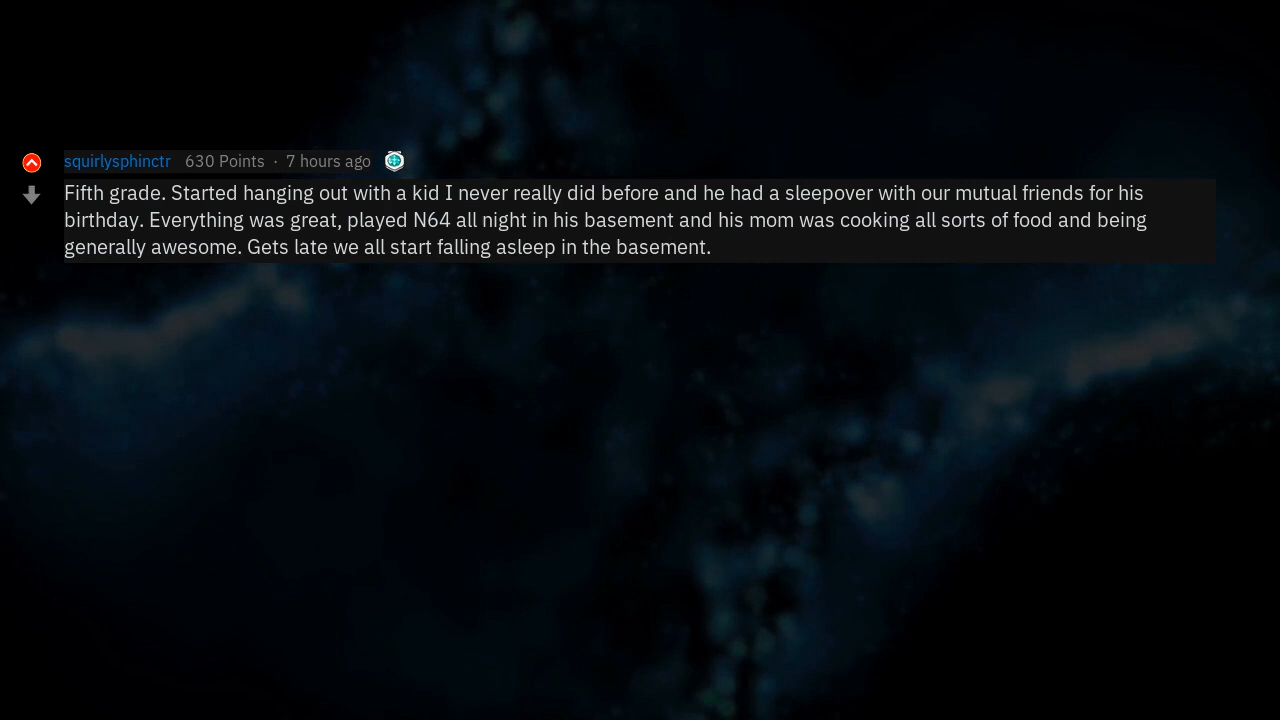 squirlysphinctr 630 Points · 7 hours ago
Fifth grade. Started hanging out with a kid I never really did before and he had a sleepover with our mutual friends for his
birthday. Everything was great, played N64 all night in his basement and his mom was cooking all sorts of food and being
generally awesome. Gets late we all start falling asleep in the basement.